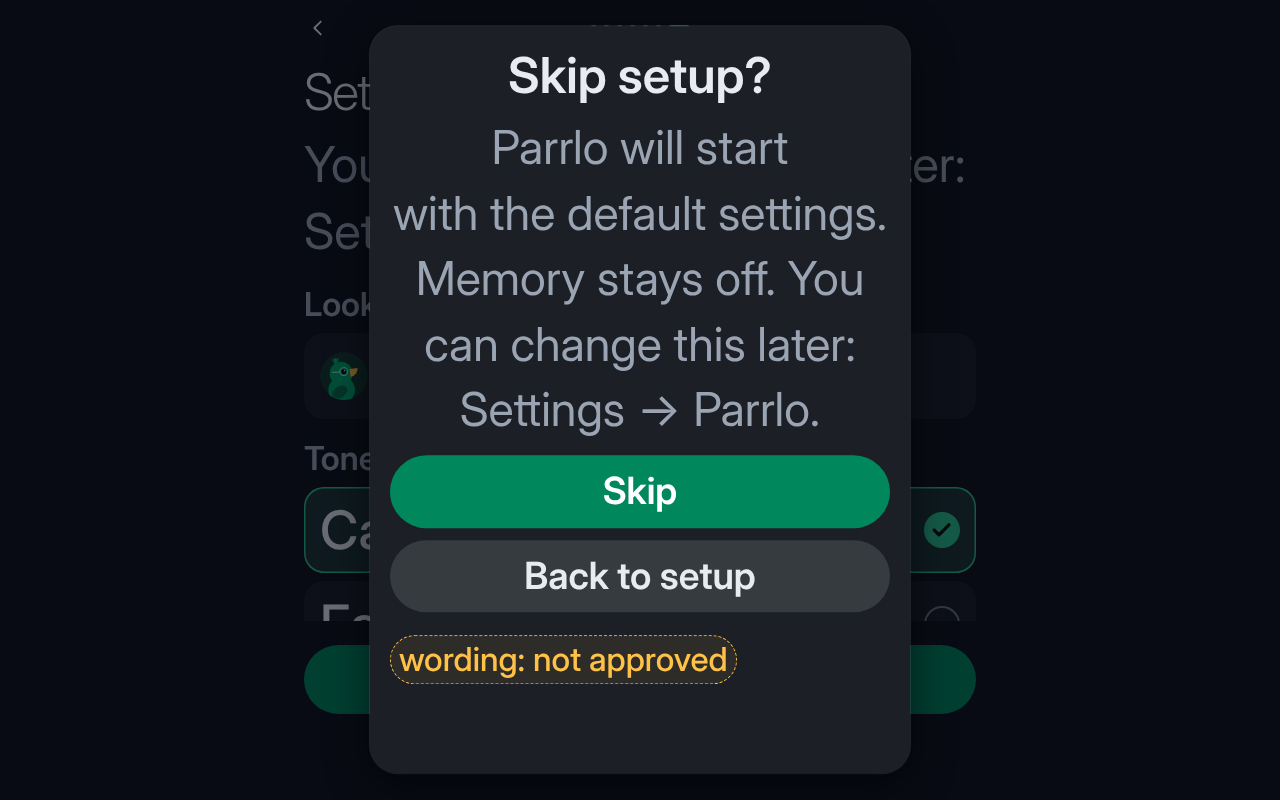 Skip setup?
Parrlo will start
with the default settings.
Memory stays off. You
can change this later:
Settings → Parrlo.
Skip
Back to setup
wording: not approved